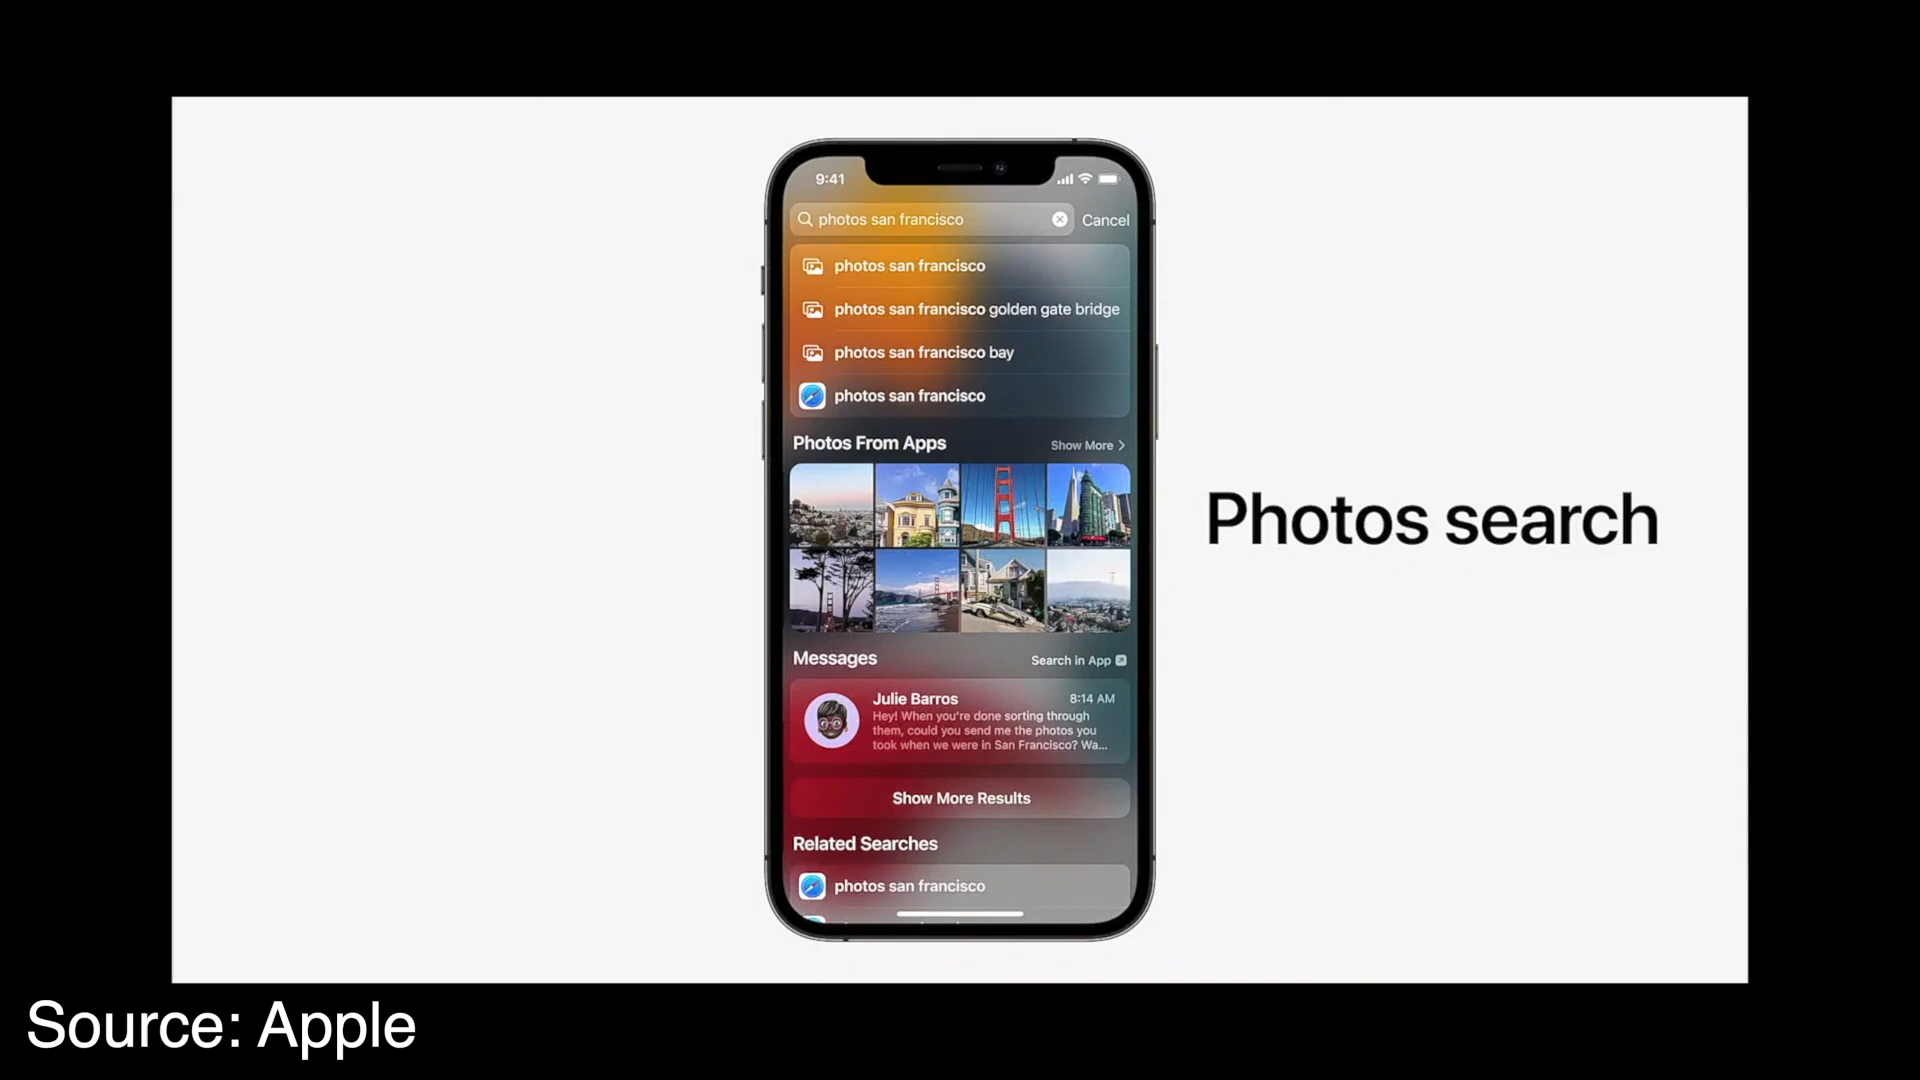 9:41
photos san francisco
Cancel
photos san francisco
photos san francisco golden gate bridge
photos san francisco bay
photos san francisco
Photos From Apps
Show More
Messages
Search in App
Julie Barros
8:14 AM
Hey! When you're done sorting through
them, could you send me the photos you
took when we were in San Francisco? Wa...
Show More Results
Related Searches
photos san francisco
Photos search
Source: Apple